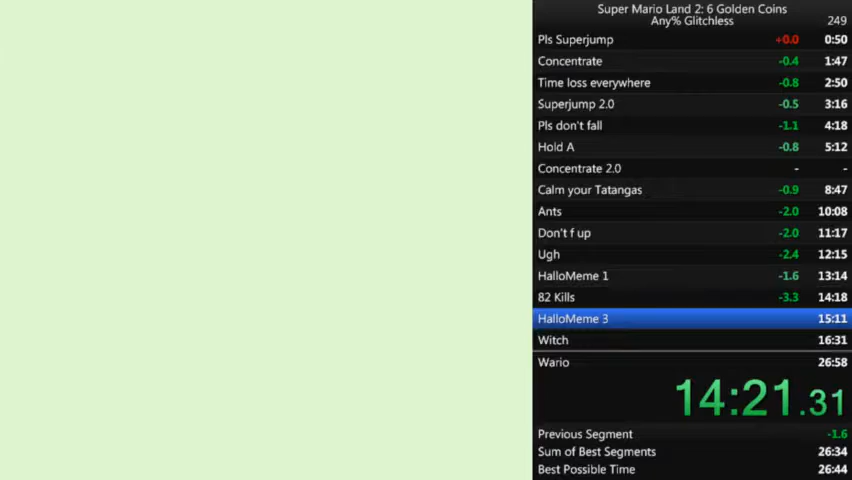 Super Mario Land 2: 6 Golden Coins
Any% Glitchless 249
Pls Superjump +0.0 0:50
Concentrate -0.4 1:47
Time loss everywhere -0.8 2:50
Superjump 2.0 -0.5 3:16
Pls don't fall -1.1 4:18
Hold A -0.8 5:12
Concentrate 2.0 - -
Calm your Tatangas -0.9 8:47
Ants -2.0 10:08
Don't f up -2.0 11:17
Ugh -2.4 12:15
HalloMeme 1 -1.6 13:14
82 Kills -3.3 14:18
HalloMeme 3 15:11
Witch 16:31
Wario 26:58
14:21.31
Previous Segment -1.6
Sum of Best Segments 26:34
Best Possible Time 26:44